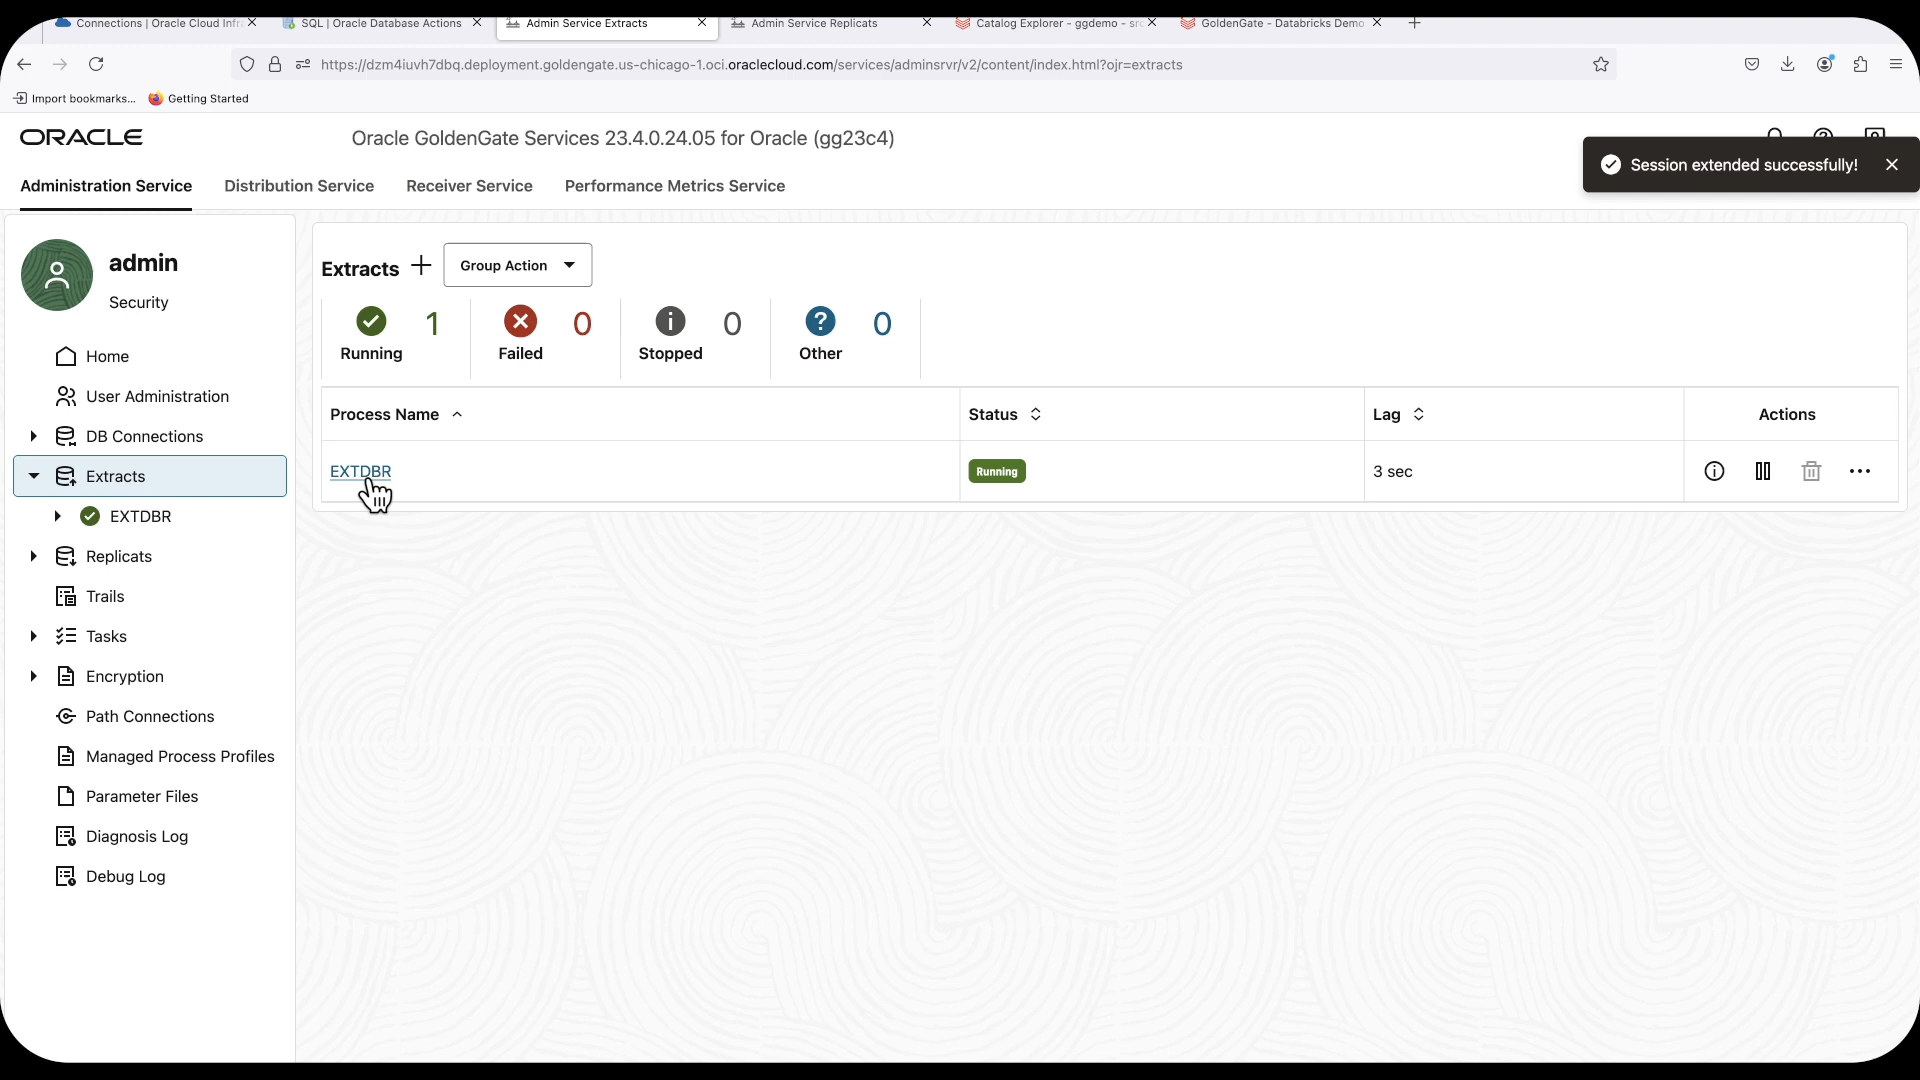 Connections | Oracle Cloud Infra
SQL | Oracle Database Actions
Admin Service Extracts
Admin Service Replicats
Catalog Explorer - ggdemo - src
GoldenGate - Databricks Demo
https://dzm4iuvh7dbq.deployment.goldengate.us-chicago-1.oci.oraclecloud.com/services/adminsrvr/v2/content/index.html?ojr=extracts
Import bookmarks...
Getting Started
ORACLE
Oracle GoldenGate Services 23.4.0.24.05 for Oracle (gg23c4)
Session extended successfully!
Administration Service
Distribution Service
Receiver Service
Performance Metrics Service
admin
Security
Home
User Administration
DB Connections
Extracts
EXTDBR
Replicats
Trails
Tasks
Encryption
Path Connections
Managed Process Profiles
Parameter Files
Diagnosis Log
Debug Log
Extracts
Group Action
1
Running
0
Failed
0
Stopped
0
Other
Process Name
Status
Lag
Actions
EXTDBR
Running
3 sec